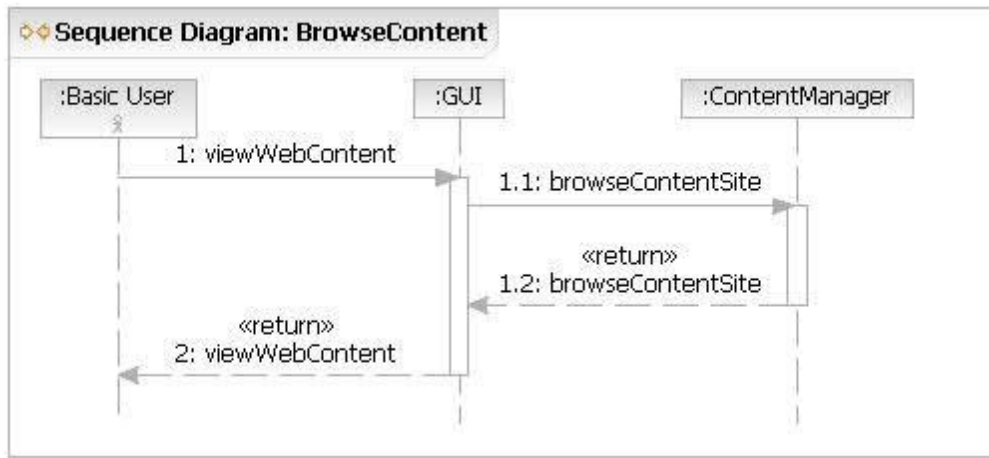 Sequence Diagram: BrowseContent
:Basic User
:GUI
:ContentManager
1: viewWebContent
1.1: browseContentSite
«return»
1.2: browseContentSite
«return»
2: viewWebContent